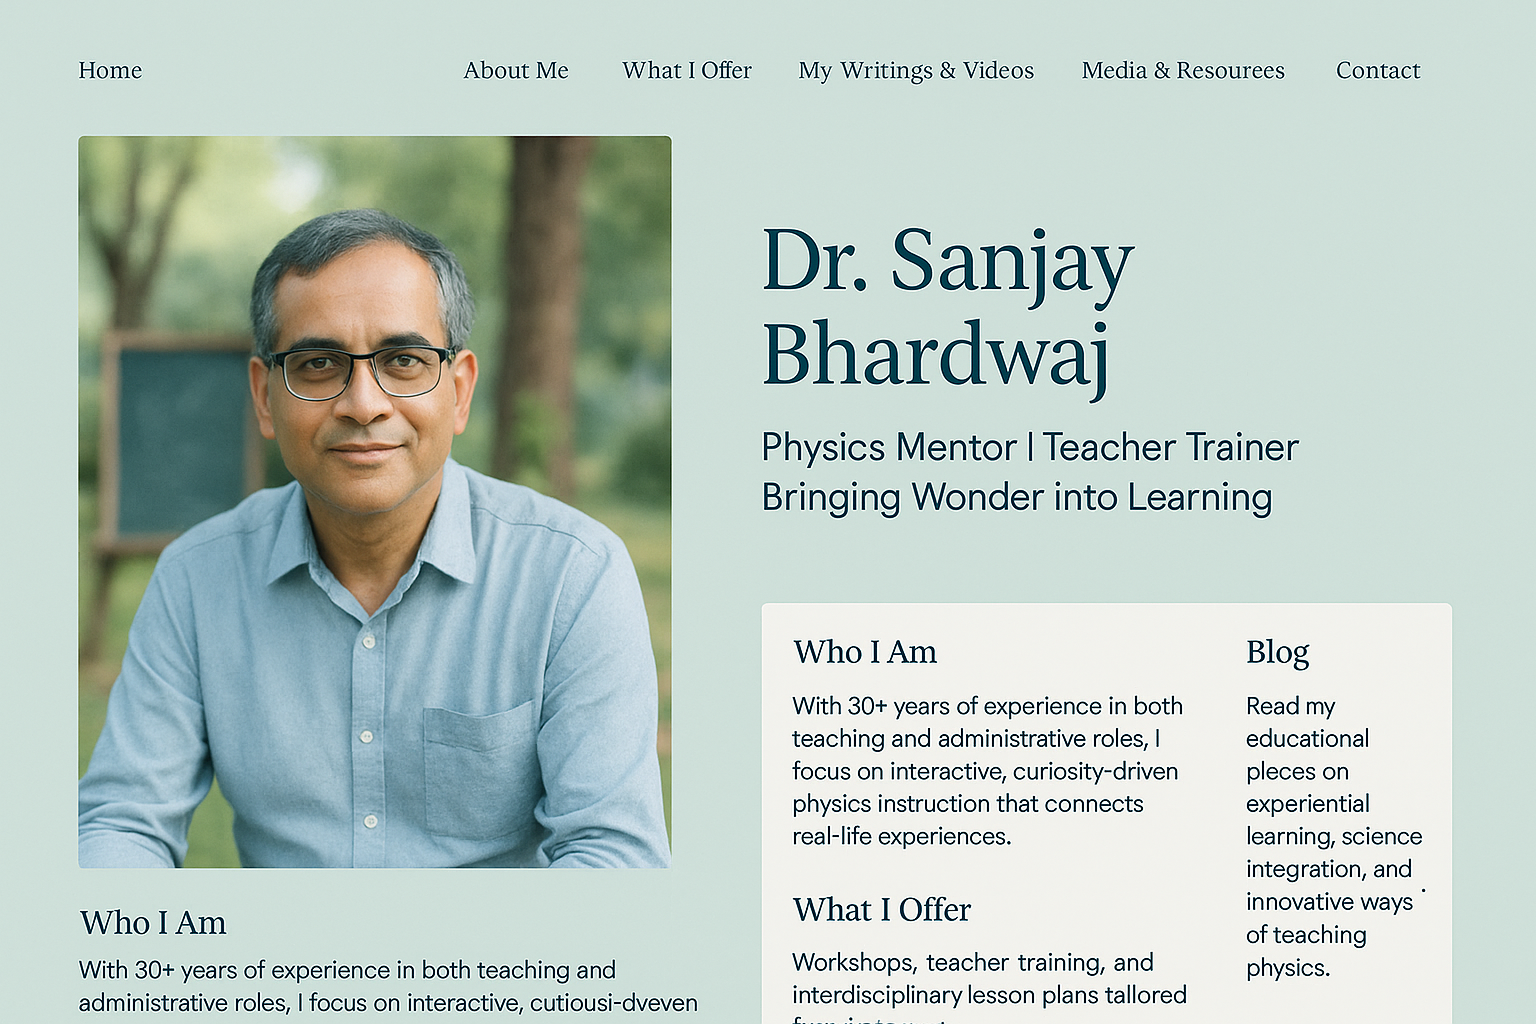 Home
About Me
What I Offer
My Writings & Videos
Media & Resourees
Contact
Dr. Sanjay
Bhardwaj
Physics Mentor | Teacher Trainer
Bringing Wonder into Learning
Who I Am
With 30+ years of experience in both
teaching and administrative roles, I
focus on interactive, curiosity-driven
physics instruction that connects
real-life experiences.
What I Offer
Workshops, teacher training, and
interdisciplinary lesson plans tallored
Blog
Read my
educational
pleces on
experiential
learning, science
integration, and
innovative ways
of teaching
physics.
Who I Am
With 30+ years of experience in both teaching and
administrative roles, I focus on interactive, cutiousi-dveven